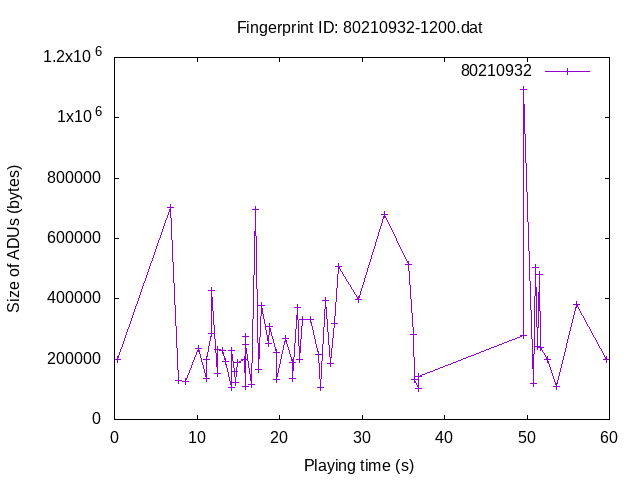 Fingerprint ID: 80210932-1200.dat
80210932
Size of ADUs (bytes)
1.2x10^6
1x10^6
800000
600000
400000
200000
0
0 10 20 30 40 50 60
Playing time (s)